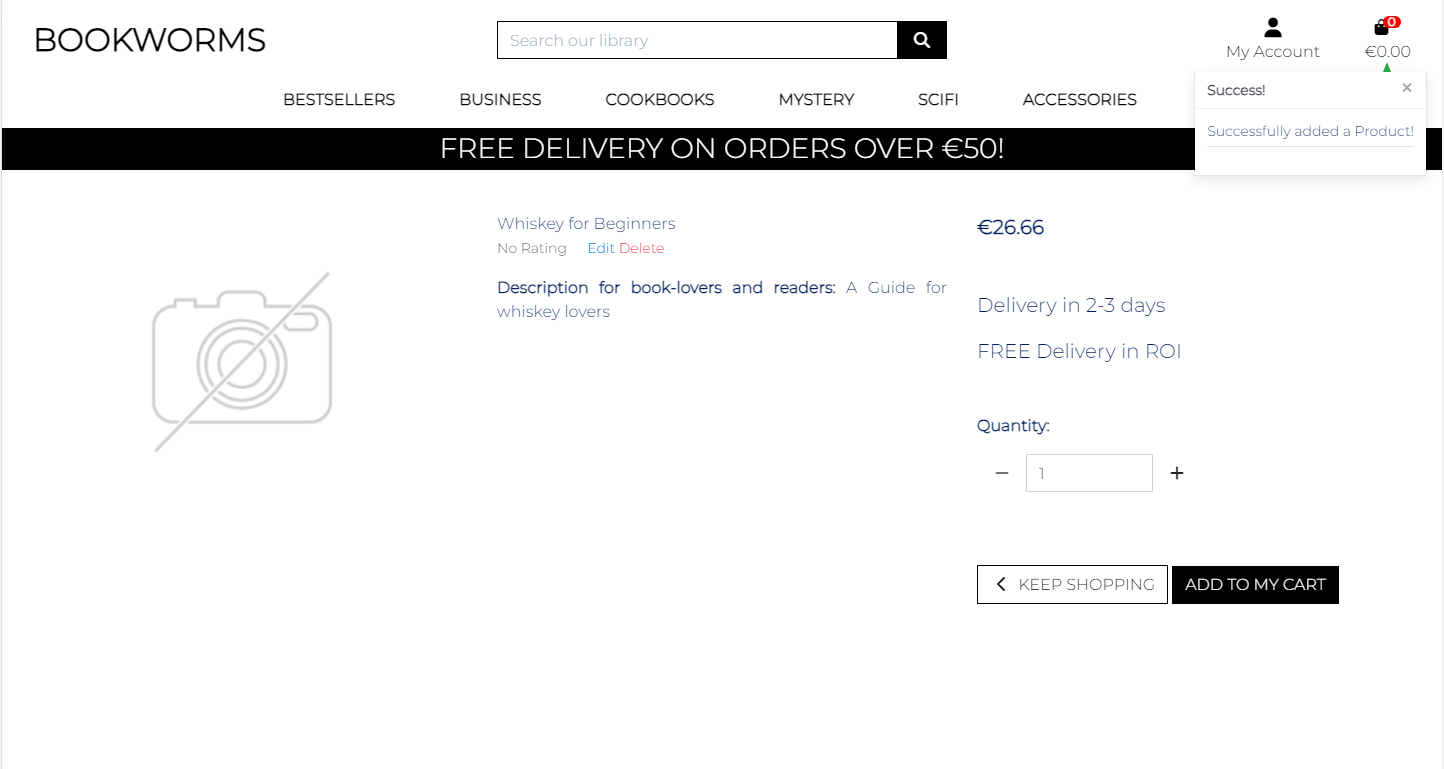 BOOKWORMS
Search our library
My Account
0
€0.00
BESTSELLERS BUSINESS COOKBOOKS MYSTERY SCIFI ACCESSORIES
Success! ×
Successfully added a Product!
FREE DELIVERY ON ORDERS OVER €50!
Whiskey for Beginners
No Rating Edit Delete
Description for book-lovers and readers: A Guide for
whiskey lovers
€26.66
Delivery in 2-3 days
FREE Delivery in ROI
Quantity:
− 1 +
KEEP SHOPPING ADD TO MY CART